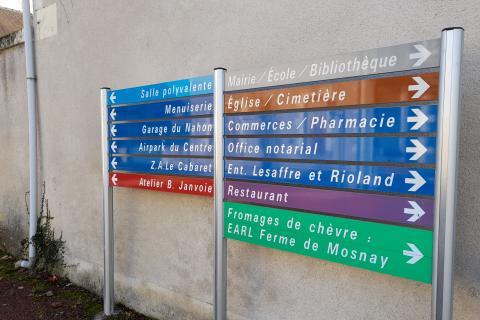 Salle polyvalente
Menuiserie
Garage du Nahon
Airpark du Centre
Z.A.Le Cabaret
Atelier B. Janvoie
Mairie / École / Bibliothèque
Église / Cimetière
Commerces / Pharmacie
Office notarial
Ent. Lesaffre et Rioland
Restaurant
Fromages de chèvre :
EARL Ferme de Mosnay